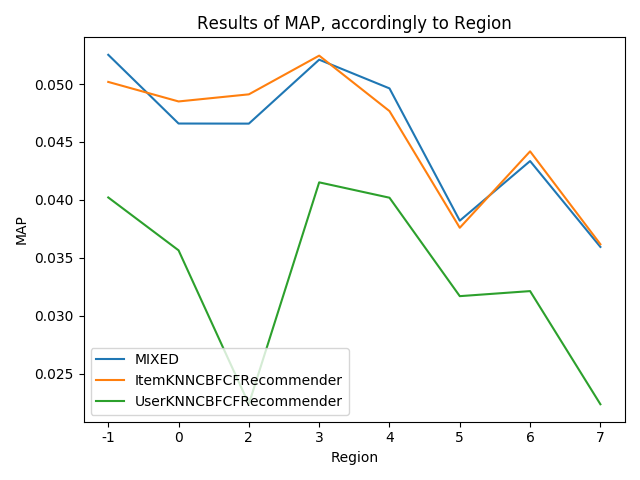 Results of MAP, accordingly to Region
MAP
0.050
0.045
0.040
0.035
0.030
0.025
MIXED
ItemKNNCBFCFRecommender
UserKNNCBFCFRecommender
-1 0 2 3 4 5 6 7
Region